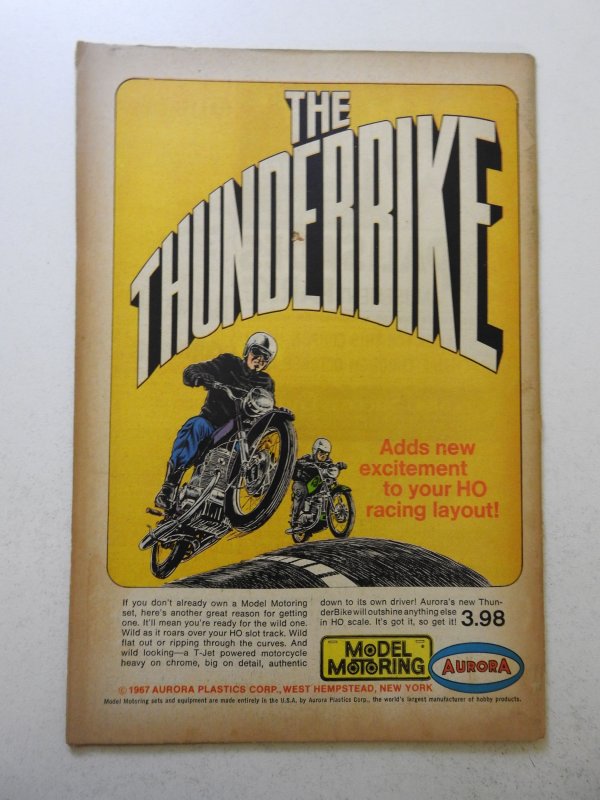 THE
THUNDERBIKE
Adds new
excitement
to your HO
racing layout!
If you don't already own a Model Motoring
set, here's another great reason for getting
one. It'll mean you're ready for the wild one.
Wild as it roars over your HO slot track. Wild
flat out or ripping through the curves. And
wild looking—a T-Jet powered motorcycle
heavy on chrome, big on detail, authentic
down to its own driver! Aurora's new Thun-
derBike will outshine anything else
in HO scale. It's got it, so get it! 3.98
MODEL
MOTORING
AURORA
© 1967 AURORA PLASTICS CORP., WEST HEMPSTEAD, NEW YORK
Model Motoring sets and equipment are made entirely in the U.S.A. by Aurora Plastics Corp., the world's largest manufacturer of hobby products.